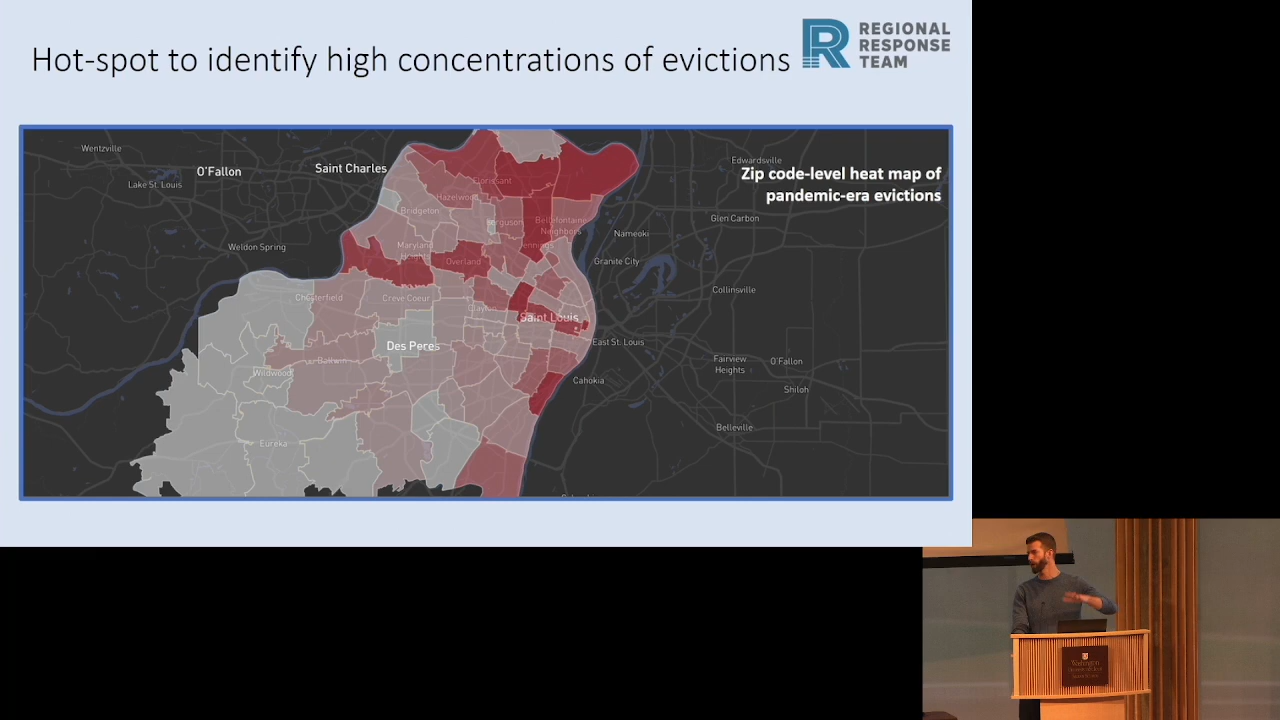 Hot-spot to identify high concentrations of evictions
REGIONAL
RESPONSE
TEAM
Zip code-level heat map of
pandemic-era evictions
Wentzville
O'Fallon
Saint Charles
Lake St. Louis
Edwardsville
Florissant
Hazelwood
Bridgeton
Glen Carbon
Ferguson
Bellefontaine
Neighbors
Nameoki
Weldon Spring
Maryland
Heights
Jennings
Overland
Granite City
Collinsville
Chesterfield
Creve Coeur
Clayton
Saint Louis
Des Peres
East St. Louis
Ballwin
Wildwood
Fairview
Heights
O'Fallon
Cahokia
Shiloh
Belleville
Eureka
Washington